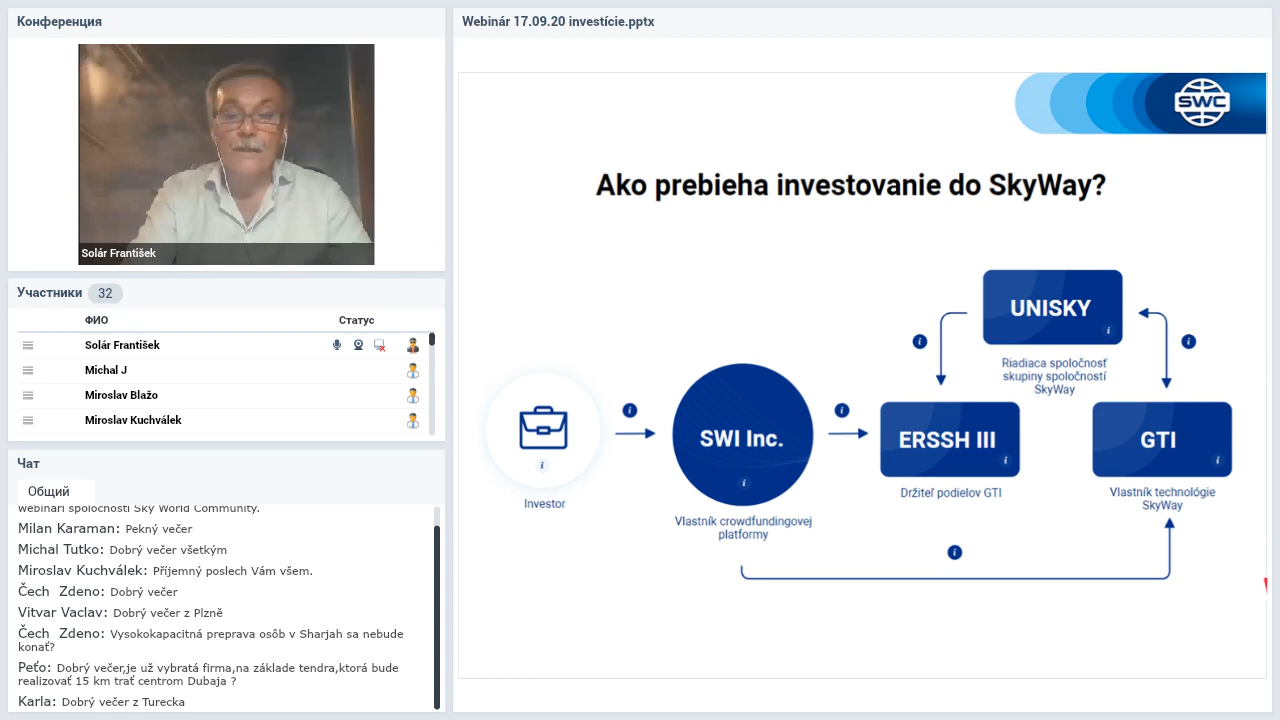 Конференция
Solár František
Участники 32
ФИО Статус
Solár František
Michal J
Miroslav Blažo
Miroslav Kuchválek
Чат
Общий
webinári spoločnosti Sky World Community.
Milan Karaman: Pekný večer
Michal Tutko: Dobrý večer všetkým
Miroslav Kuchválek: Příjemný poslech Vám všem.
Čech Zdeno: Dobrý večer
Vitvar Vaclav: Dobrý večer z Plzně
Čech Zdeno: Vysokokapacitná preprava osôb v Sharjah sa nebude
konať?
Peťo: Dobrý večer,je už vybratá firma,na základe tendra,ktorá bude
realizovať 15 km trať centrom Dubaja ?
Karla: Dobrý večer z Turecka
Webinár 17.09.20 investície.pptx
SWC
Ako prebieha investovanie do SkyWay?
UNISKY
i
Riadiaca spoločnosť
skupiny spoločností
SkyWay
i
i
i
Investor
i
SWI Inc.
i
Vlastník crowdfundingovej
platformy
i
ERSSH III
i
Držiteľ podielov GTI
GTI
i
Vlastník technológie
SkyWay
i